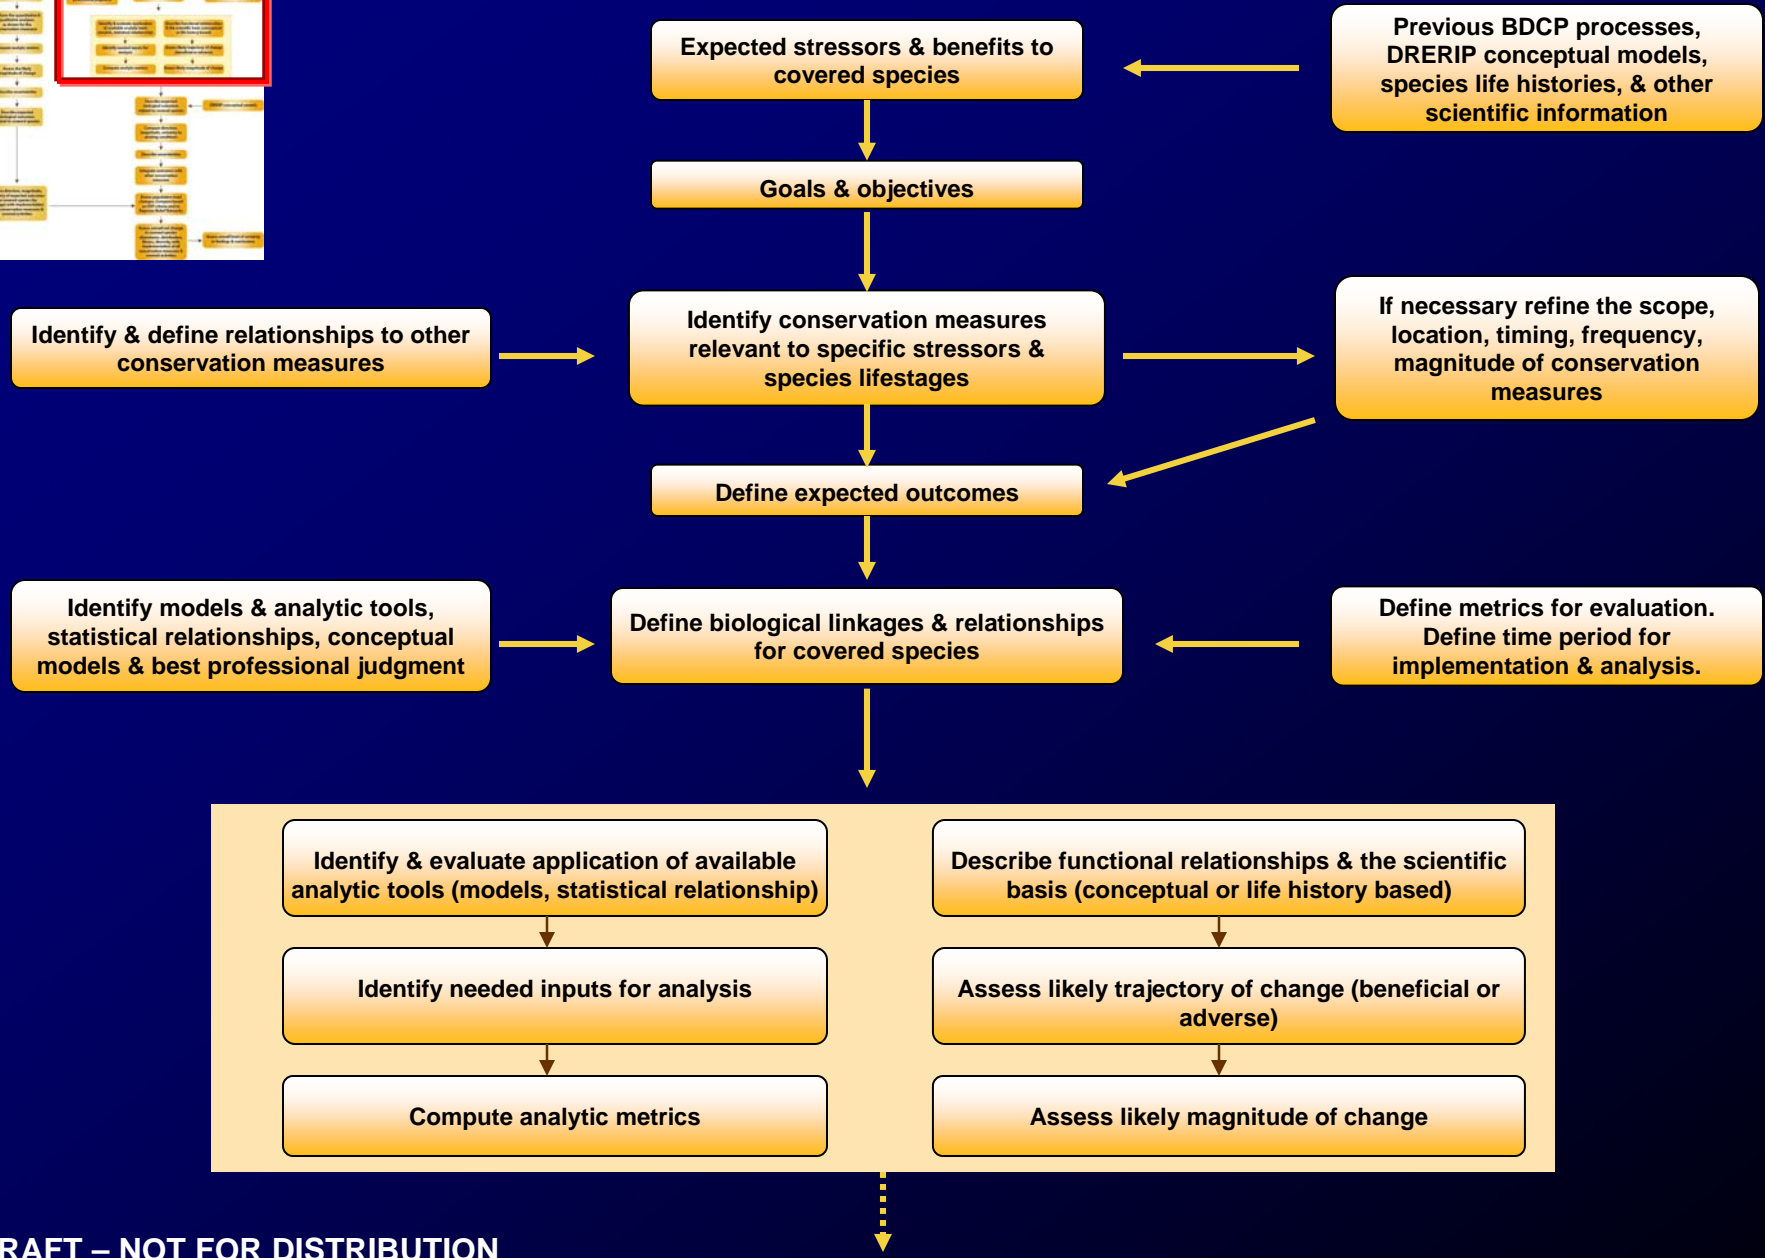 Expected stressors & benefits to
covered species
Previous BDCP processes,
DRERIP conceptual models,
species life histories, & other
scientific information
Goals & objectives
Identify & define relationships to other
conservation measures
Identify conservation measures
relevant to specific stressors &
species lifestages
If necessary refine the scope,
location, timing, frequency,
magnitude of conservation
measures
Define expected outcomes
Identify models & analytic tools,
statistical relationships, conceptual
models & best professional judgment
Define biological linkages & relationships
for covered species
Define metrics for evaluation.
Define time period for
implementation & analysis.
Identify & evaluate application of available
analytic tools (models, statistical relationship)
Describe functional relationships & the scientific
basis (conceptual or life history based)
Identify needed inputs for analysis
Assess likely trajectory of change (beneficial or
adverse)
Compute analytic metrics
Assess likely magnitude of change
RAFT – NOT FOR DISTRIBUTION